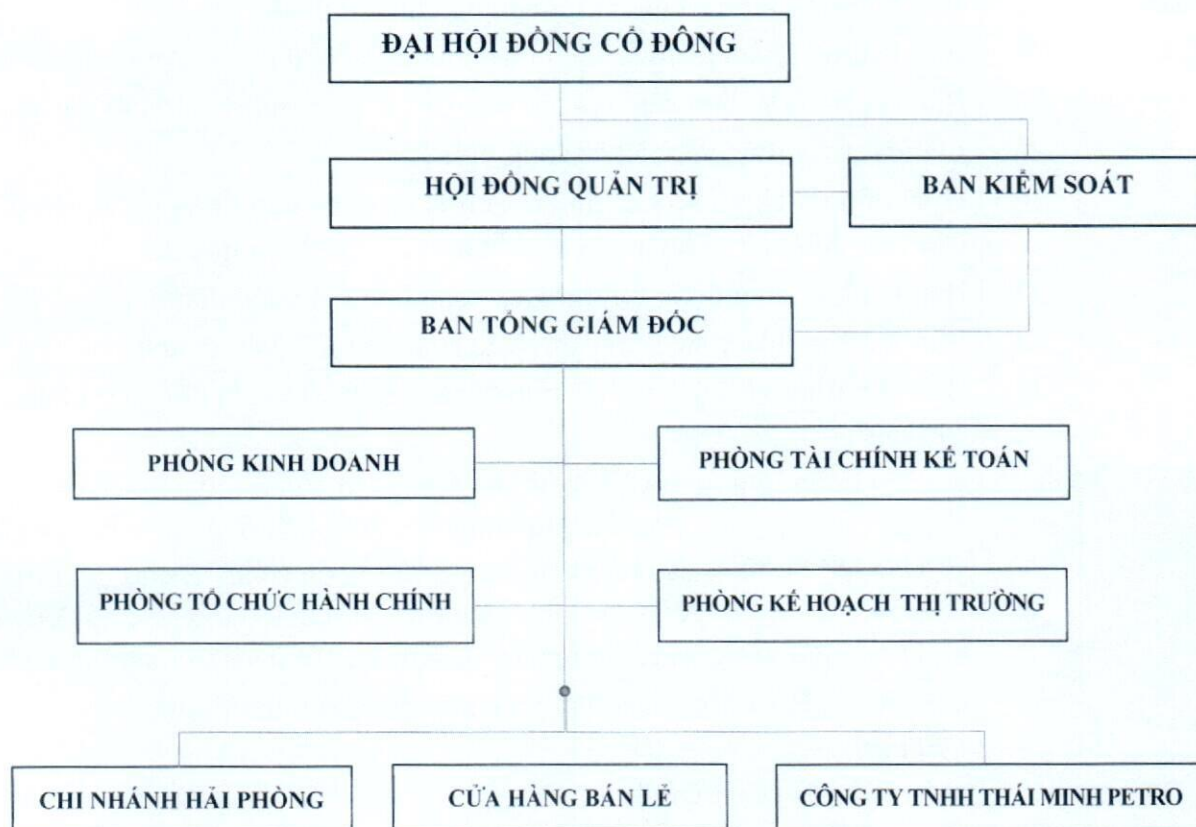 ĐẠI HỘI ĐỒNG CỔ ĐÔNG
HỘI ĐỒNG QUẢN TRỊ
BAN KIỂM SOÁT
BAN TỔNG GIÁM ĐỐC
PHÒNG KINH DOANH
PHÒNG TÀI CHÍNH KẾ TOÁN
PHÒNG TỔ CHỨC HÀNH CHÍNH
PHÒNG KẾ HOẠCH THỊ TRƯỜNG
CHI NHÁNH HẢI PHÒNG
CỬA HÀNG BÁN LẺ
CÔNG TY TNHH THÁI MINH PETRO